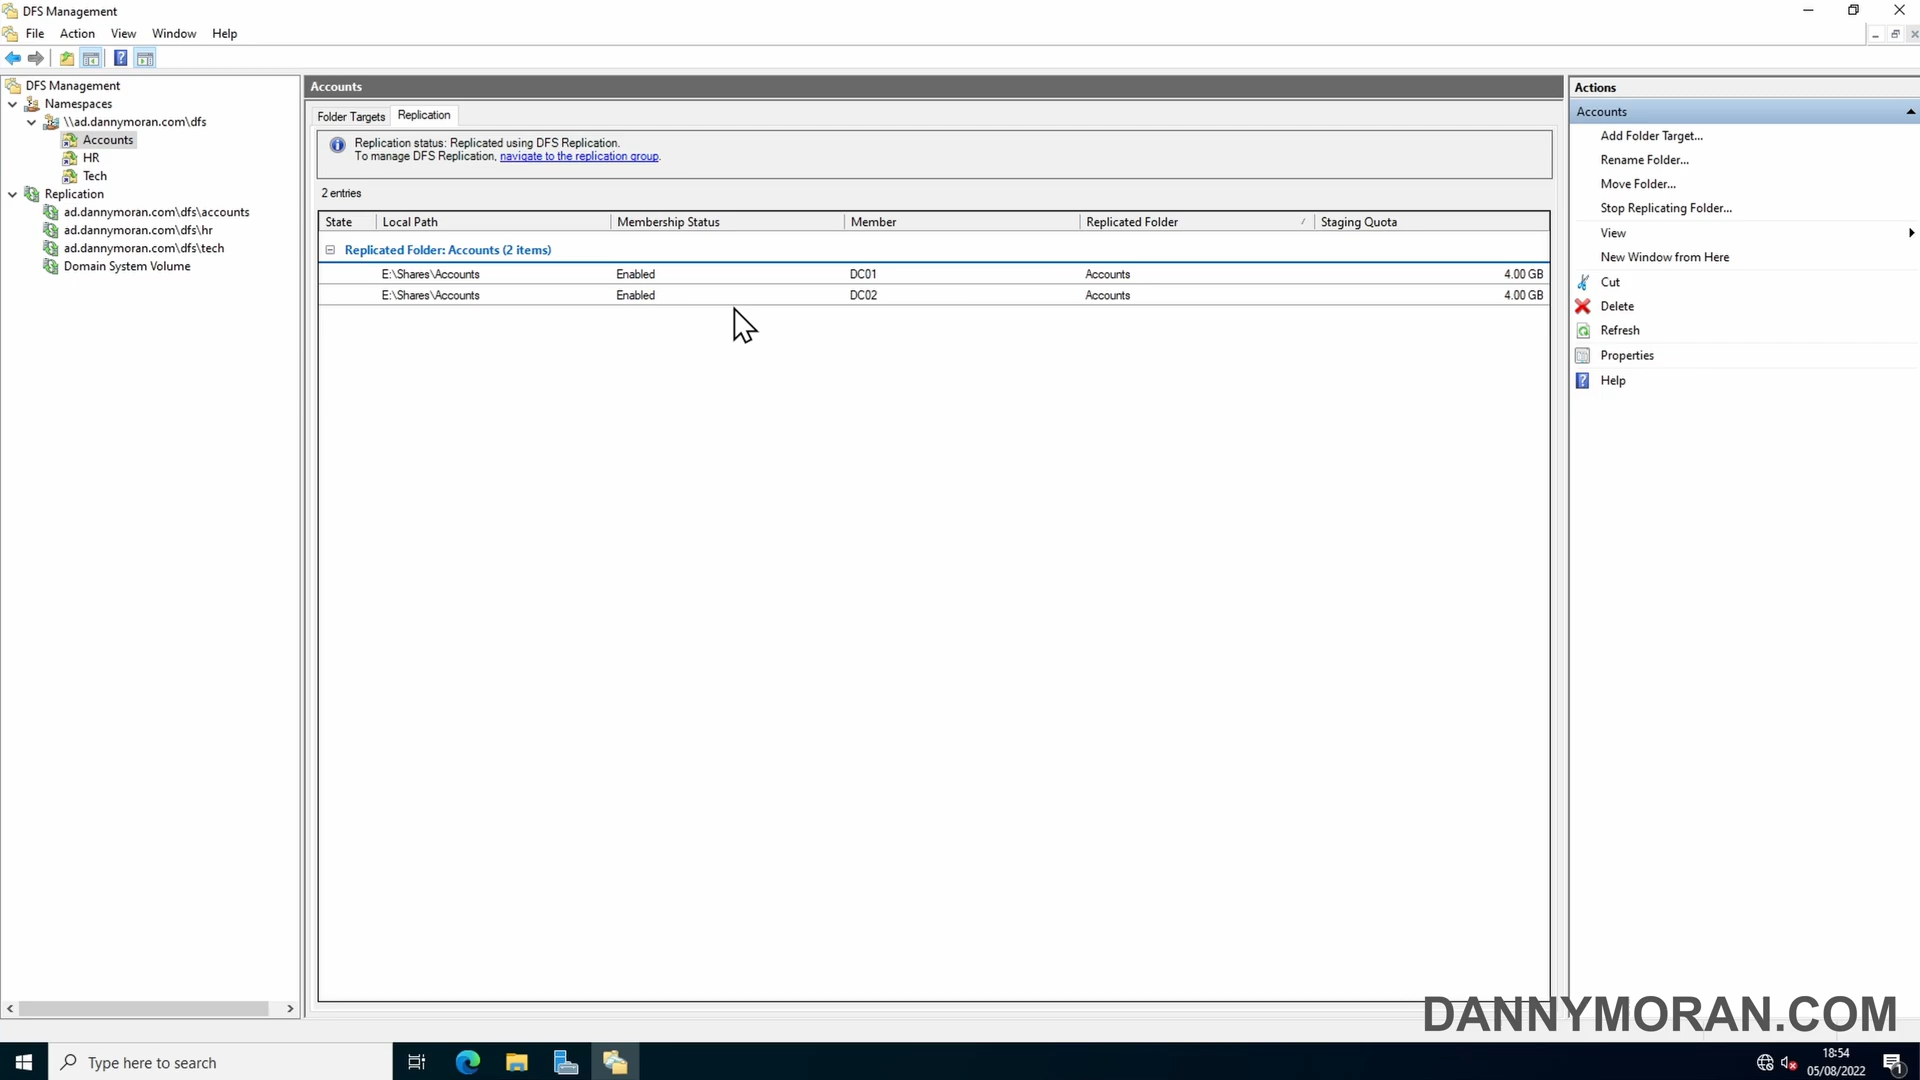 DFS Management
File Action View Window Help
DFS Management
Namespaces
\\ad.dannymoran.com\dfs
Accounts
HR
Tech
Replication
ad.dannymoran.com\dfs\accounts
ad.dannymoran.com\dfs\hr
ad.dannymoran.com\dfs\tech
Domain System Volume
Accounts
Folder Targets Replication
Replication status: Replicated using DFS Replication.
To manage DFS Replication, navigate to the replication group.
2 entries
State Local Path Membership Status Member Replicated Folder Staging Quota
Replicated Folder: Accounts (2 items)
E:\Shares\Accounts Enabled DC01 Accounts 4.00 GB
E:\Shares\Accounts Enabled DC02 Accounts 4.00 GB
Actions
Accounts
Add Folder Target...
Rename Folder...
Move Folder...
Stop Replicating Folder...
View
New Window from Here
Cut
Delete
Refresh
Properties
Help
DANNYMORAN.COM
Type here to search
18:54
05/08/2022
1